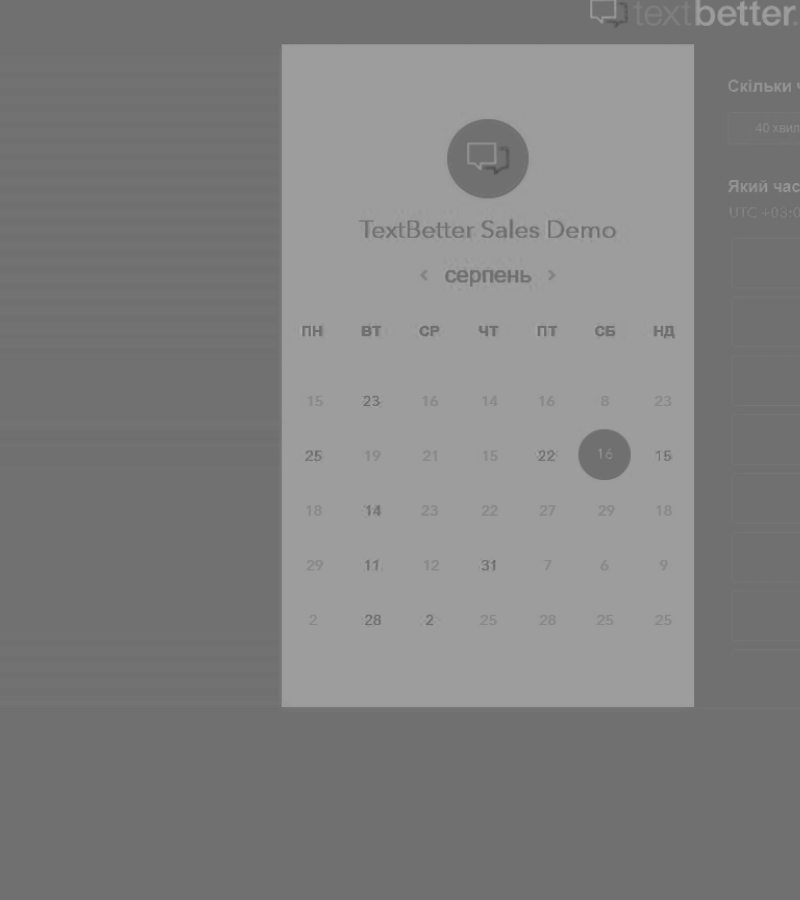 textbetter.
TextBetter Sales Demo
серпень
ПН ВТ СР ЧТ ПТ СБ НД
15 23 16 14 16 8 23
25 19 21 15 22 16 15
18 14 23 22 27 29 18
29 11 12 31 7 6 9
2 28 2 25 28 25 25
Скільки
40
Який час
UTC +03:0